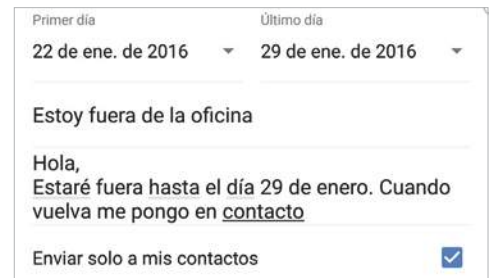 Primer día Último día
22 de ene. de 2016 29 de ene. de 2016
Estoy fuera de la oficina
Hola,
Estaré fuera hasta el día 29 de enero. Cuando
vuelva me pongo en contacto
Enviar solo a mis contactos